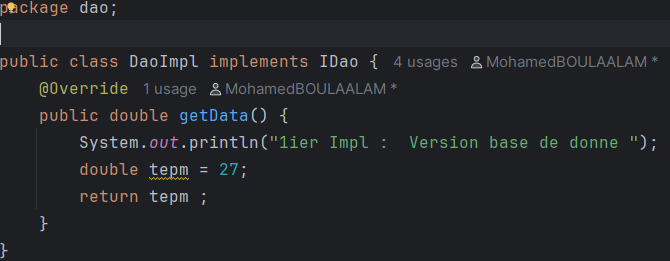 package dao;
public class DaoImpl implements IDao { 4 usages MohamedBOULAALAM *
@Override 1 usage MohamedBOULAALAM *
public double getData() {
System.out.println("1ier Impl :  Version base de donne ");
double tepm = 27;
return tepm ;
}
}